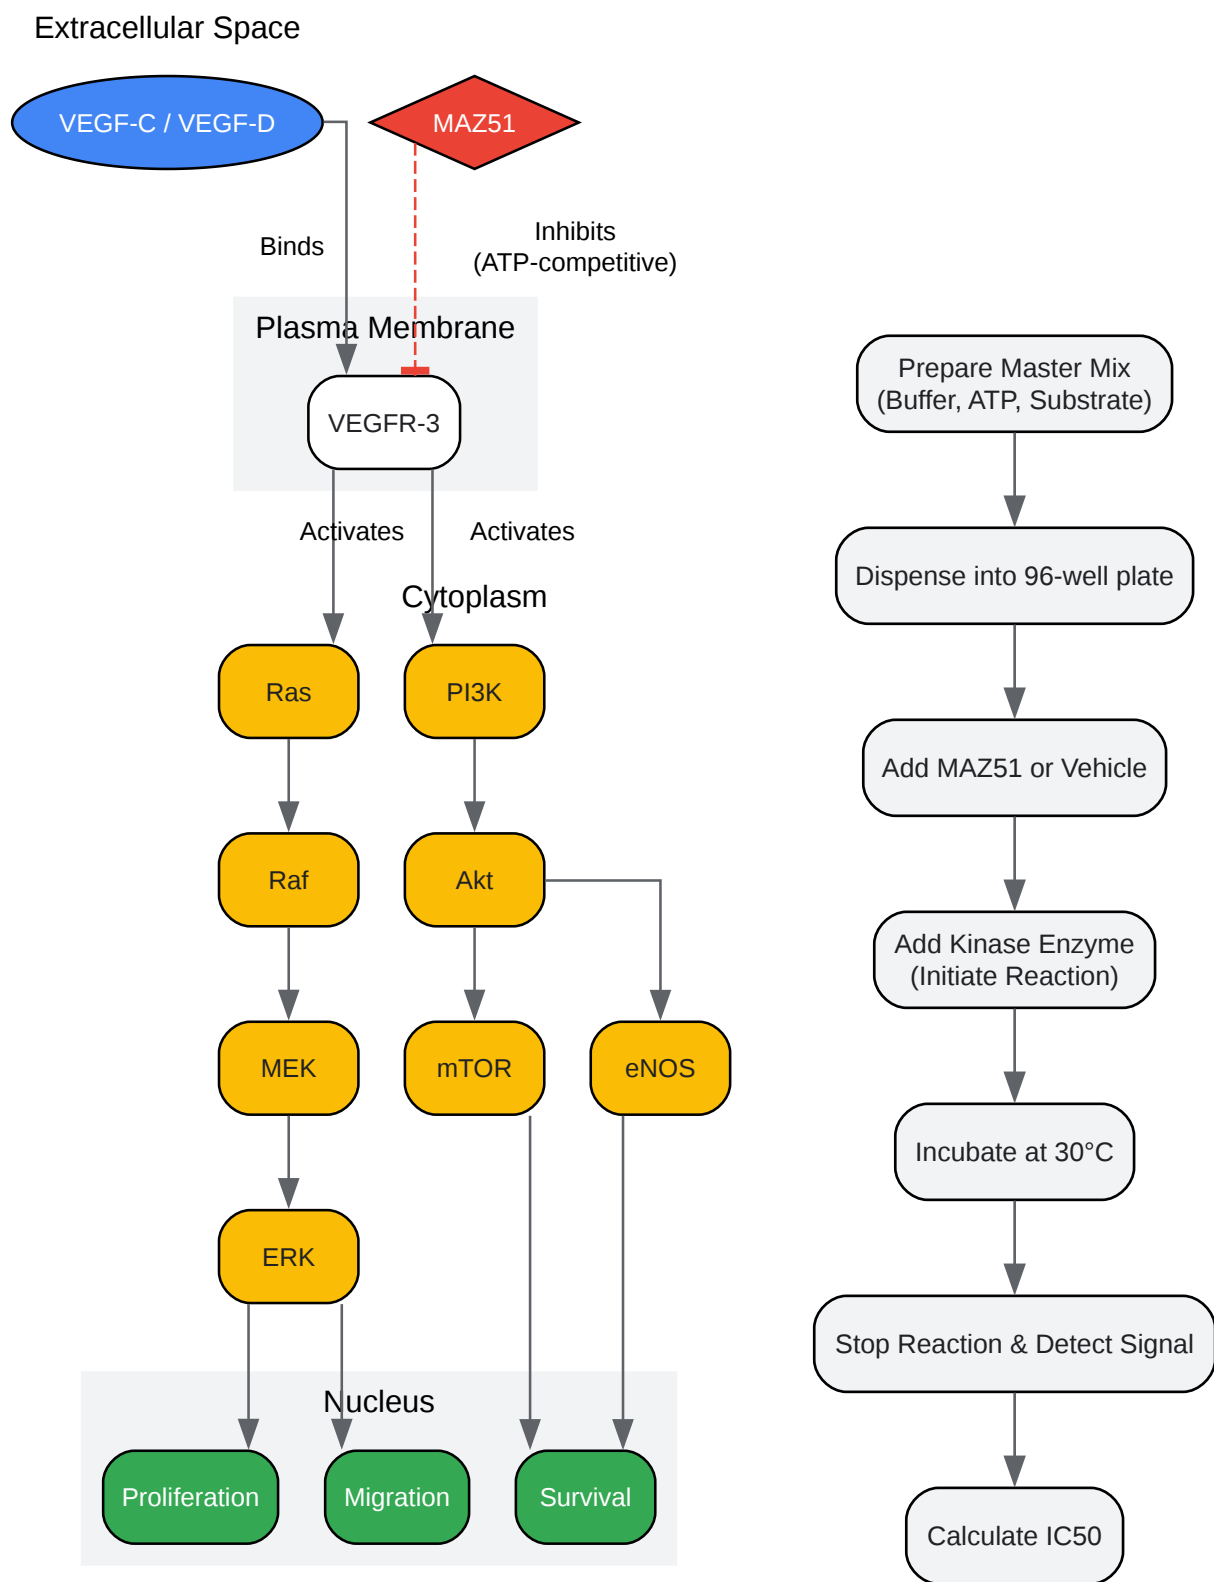 Extracellular Space
VEGF-C / VEGF-D
MAZ51
Binds
Inhibits
(ATP-competitive)
Plasma Membrane
VEGFR-3
Activates
Activates
Cytoplasm
Ras
PI3K
Raf
Akt
MEK
mTOR
eNOS
ERK
Nucleus
Proliferation
Migration
Survival
Prepare Master Mix
(Buffer, ATP, Substrate)
Dispense into 96-well plate
Add MAZ51 or Vehicle
Add Kinase Enzyme
(Initiate Reaction)
Incubate at 30°C
Stop Reaction & Detect Signal
Calculate IC50